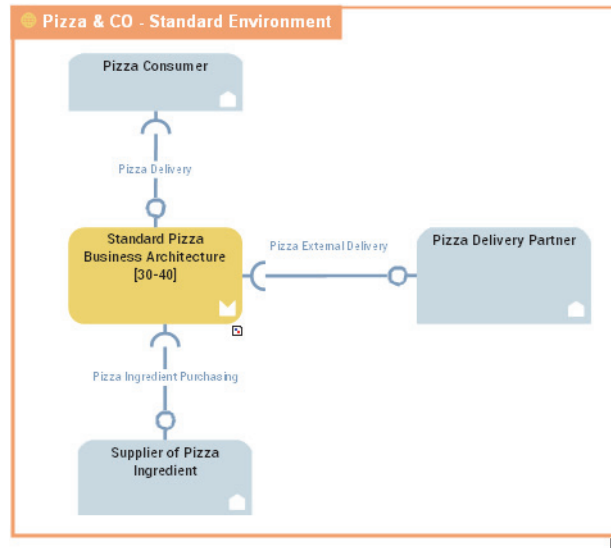 Pizza & CO - Standard Environment
Pizza Consumer
Pizza Delivery
Standard Pizza
Business Architecture
[30-40]
Pizza External Delivery
Pizza Delivery Partner
Pizza Ingredient Purchasing
Supplier of Pizza
Ingredient